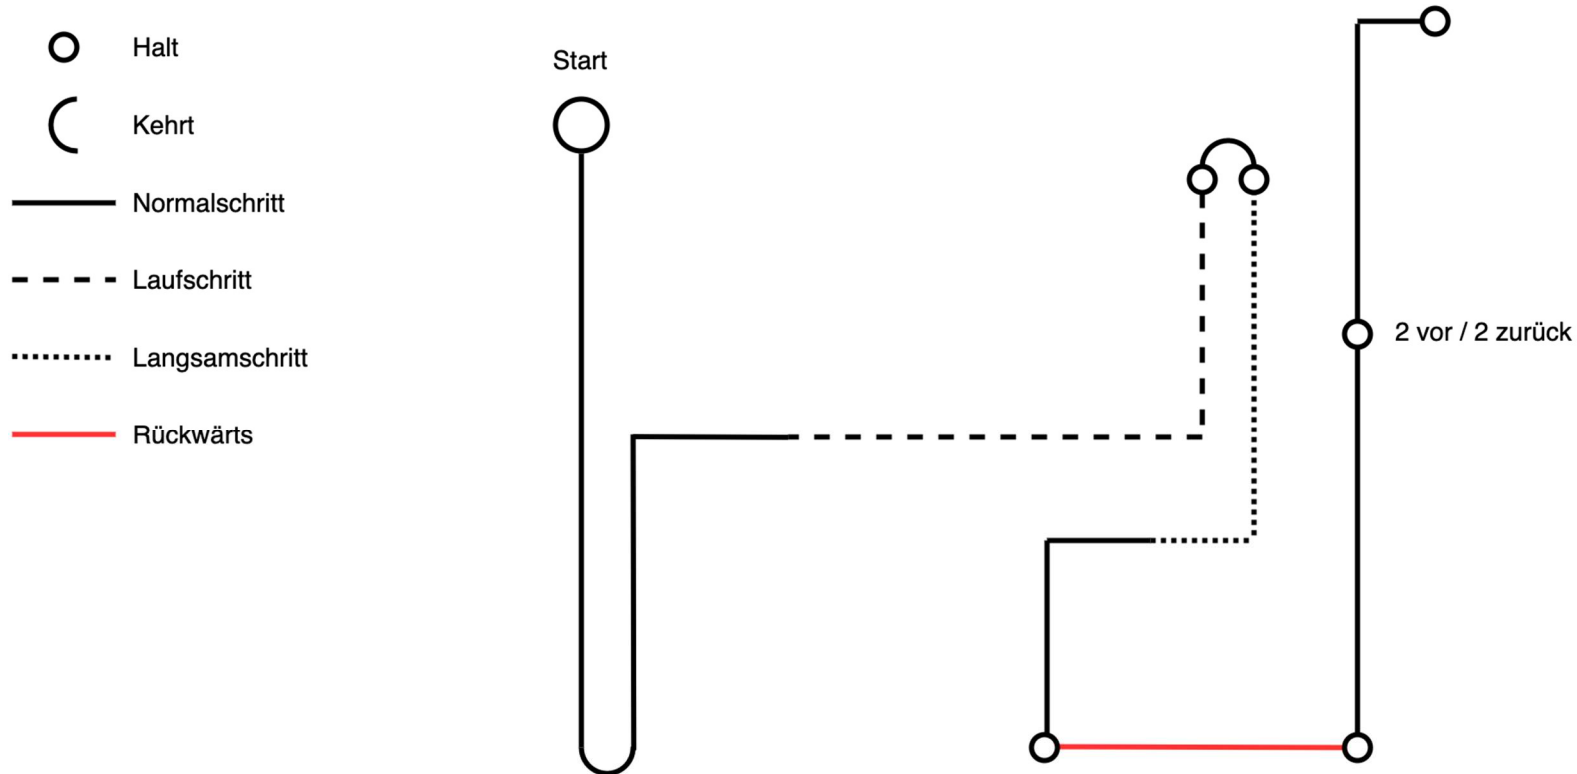 Halt
Kehrt
Normalschritt
Laufschritt
Langsamschritt
Rückwärts
Start
2 vor / 2 zurück